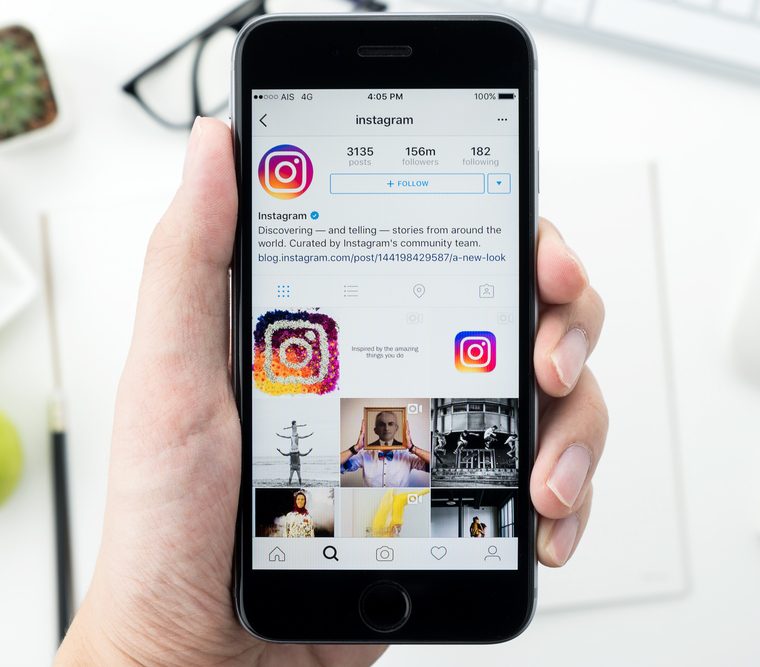 AIS 4G 4:05 PM 100%
instagram
3135 156m 182
posts followers following
+ FOLLOW
Instagram
Discovering — and telling — stories from around the
world. Curated by Instagram's community team.
blog.instagram.com/post/144198429587/a-new-look
Inspired by the amazing
things you do